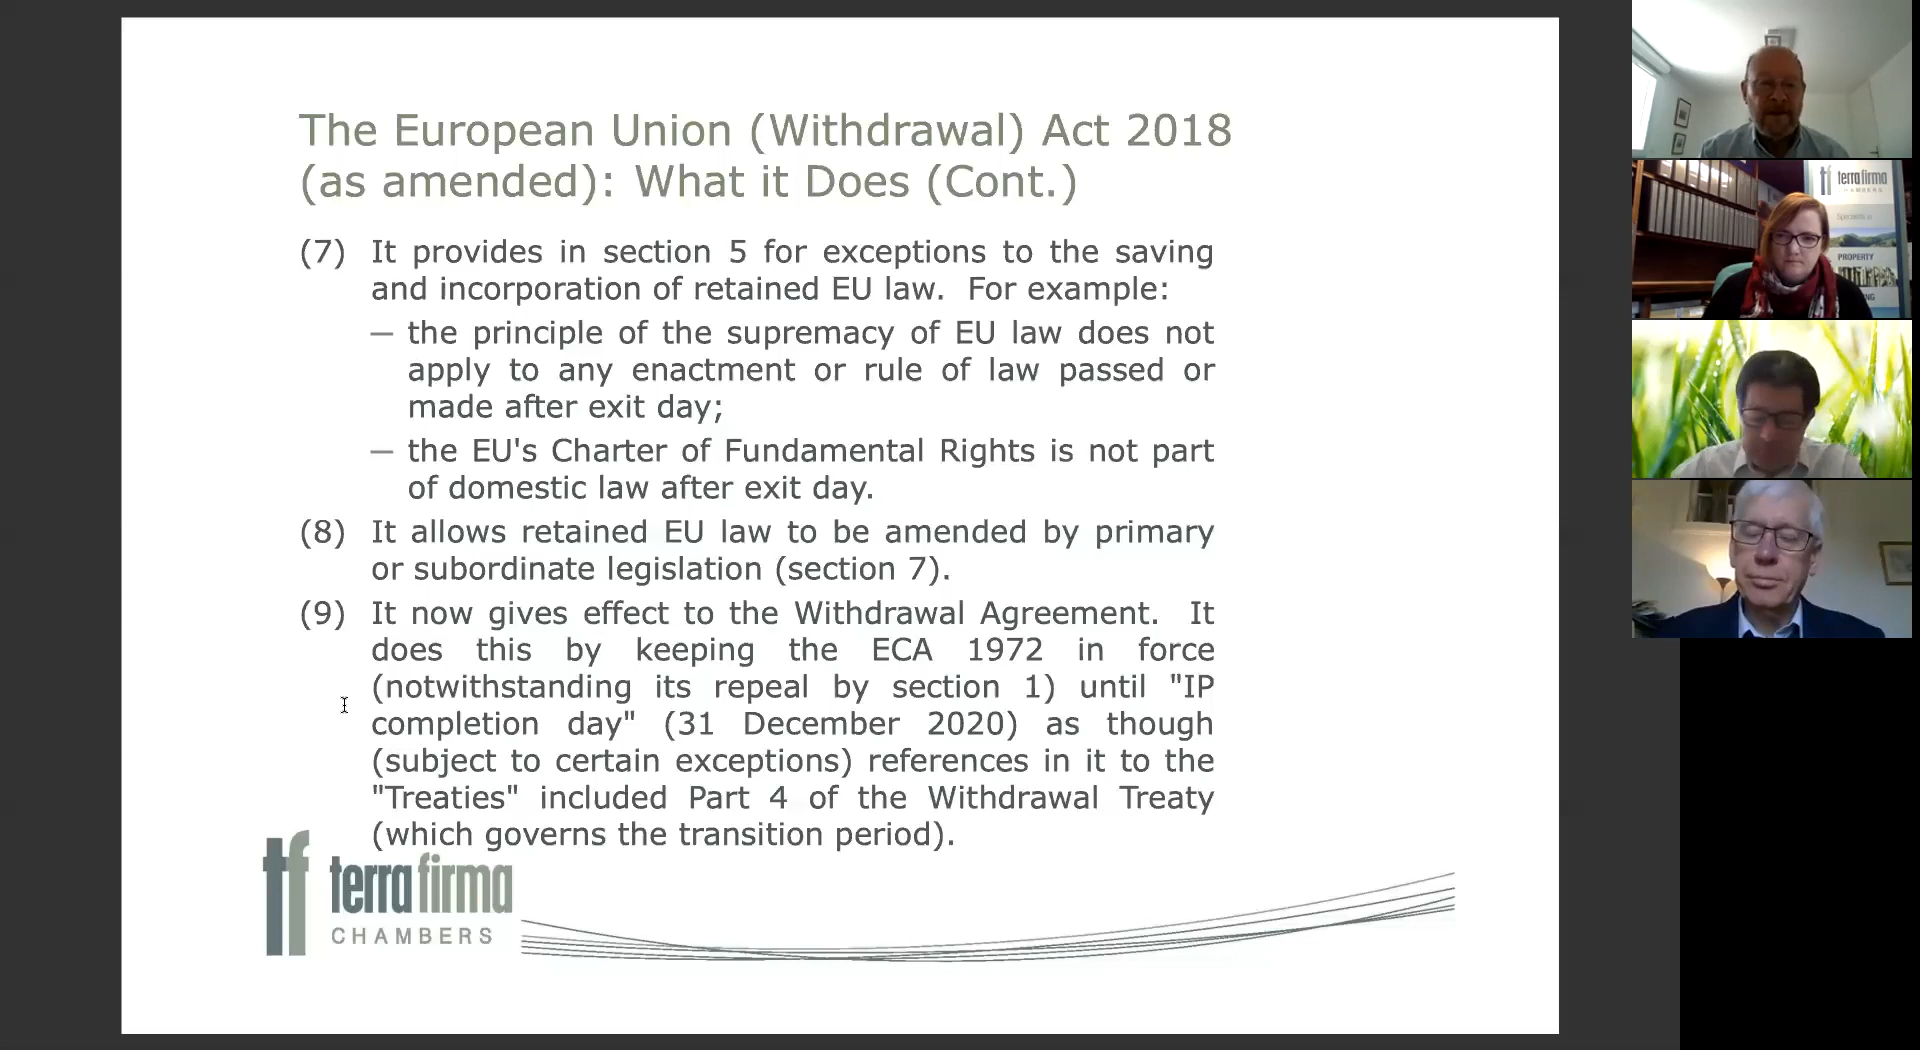 The European Union (Withdrawal) Act 2018
(as amended): What it Does (Cont.)
(7) It provides in section 5 for exceptions to the saving
and incorporation of retained EU law. For example:
— the principle of the supremacy of EU law does not
apply to any enactment or rule of law passed or
made after exit day;
— the EU's Charter of Fundamental Rights is not part
of domestic law after exit day.
(8) It allows retained EU law to be amended by primary
or subordinate legislation (section 7).
(9) It now gives effect to the Withdrawal Agreement. It
does this by keeping the ECA 1972 in force
(notwithstanding its repeal by section 1) until "IP
completion day" (31 December 2020) as though
(subject to certain exceptions) references in it to the
"Treaties" included Part 4 of the Withdrawal Treaty
(which governs the transition period).
tf terra firma
CHAMBERS
tf terra firma
CHAMBERS
PROPERTY